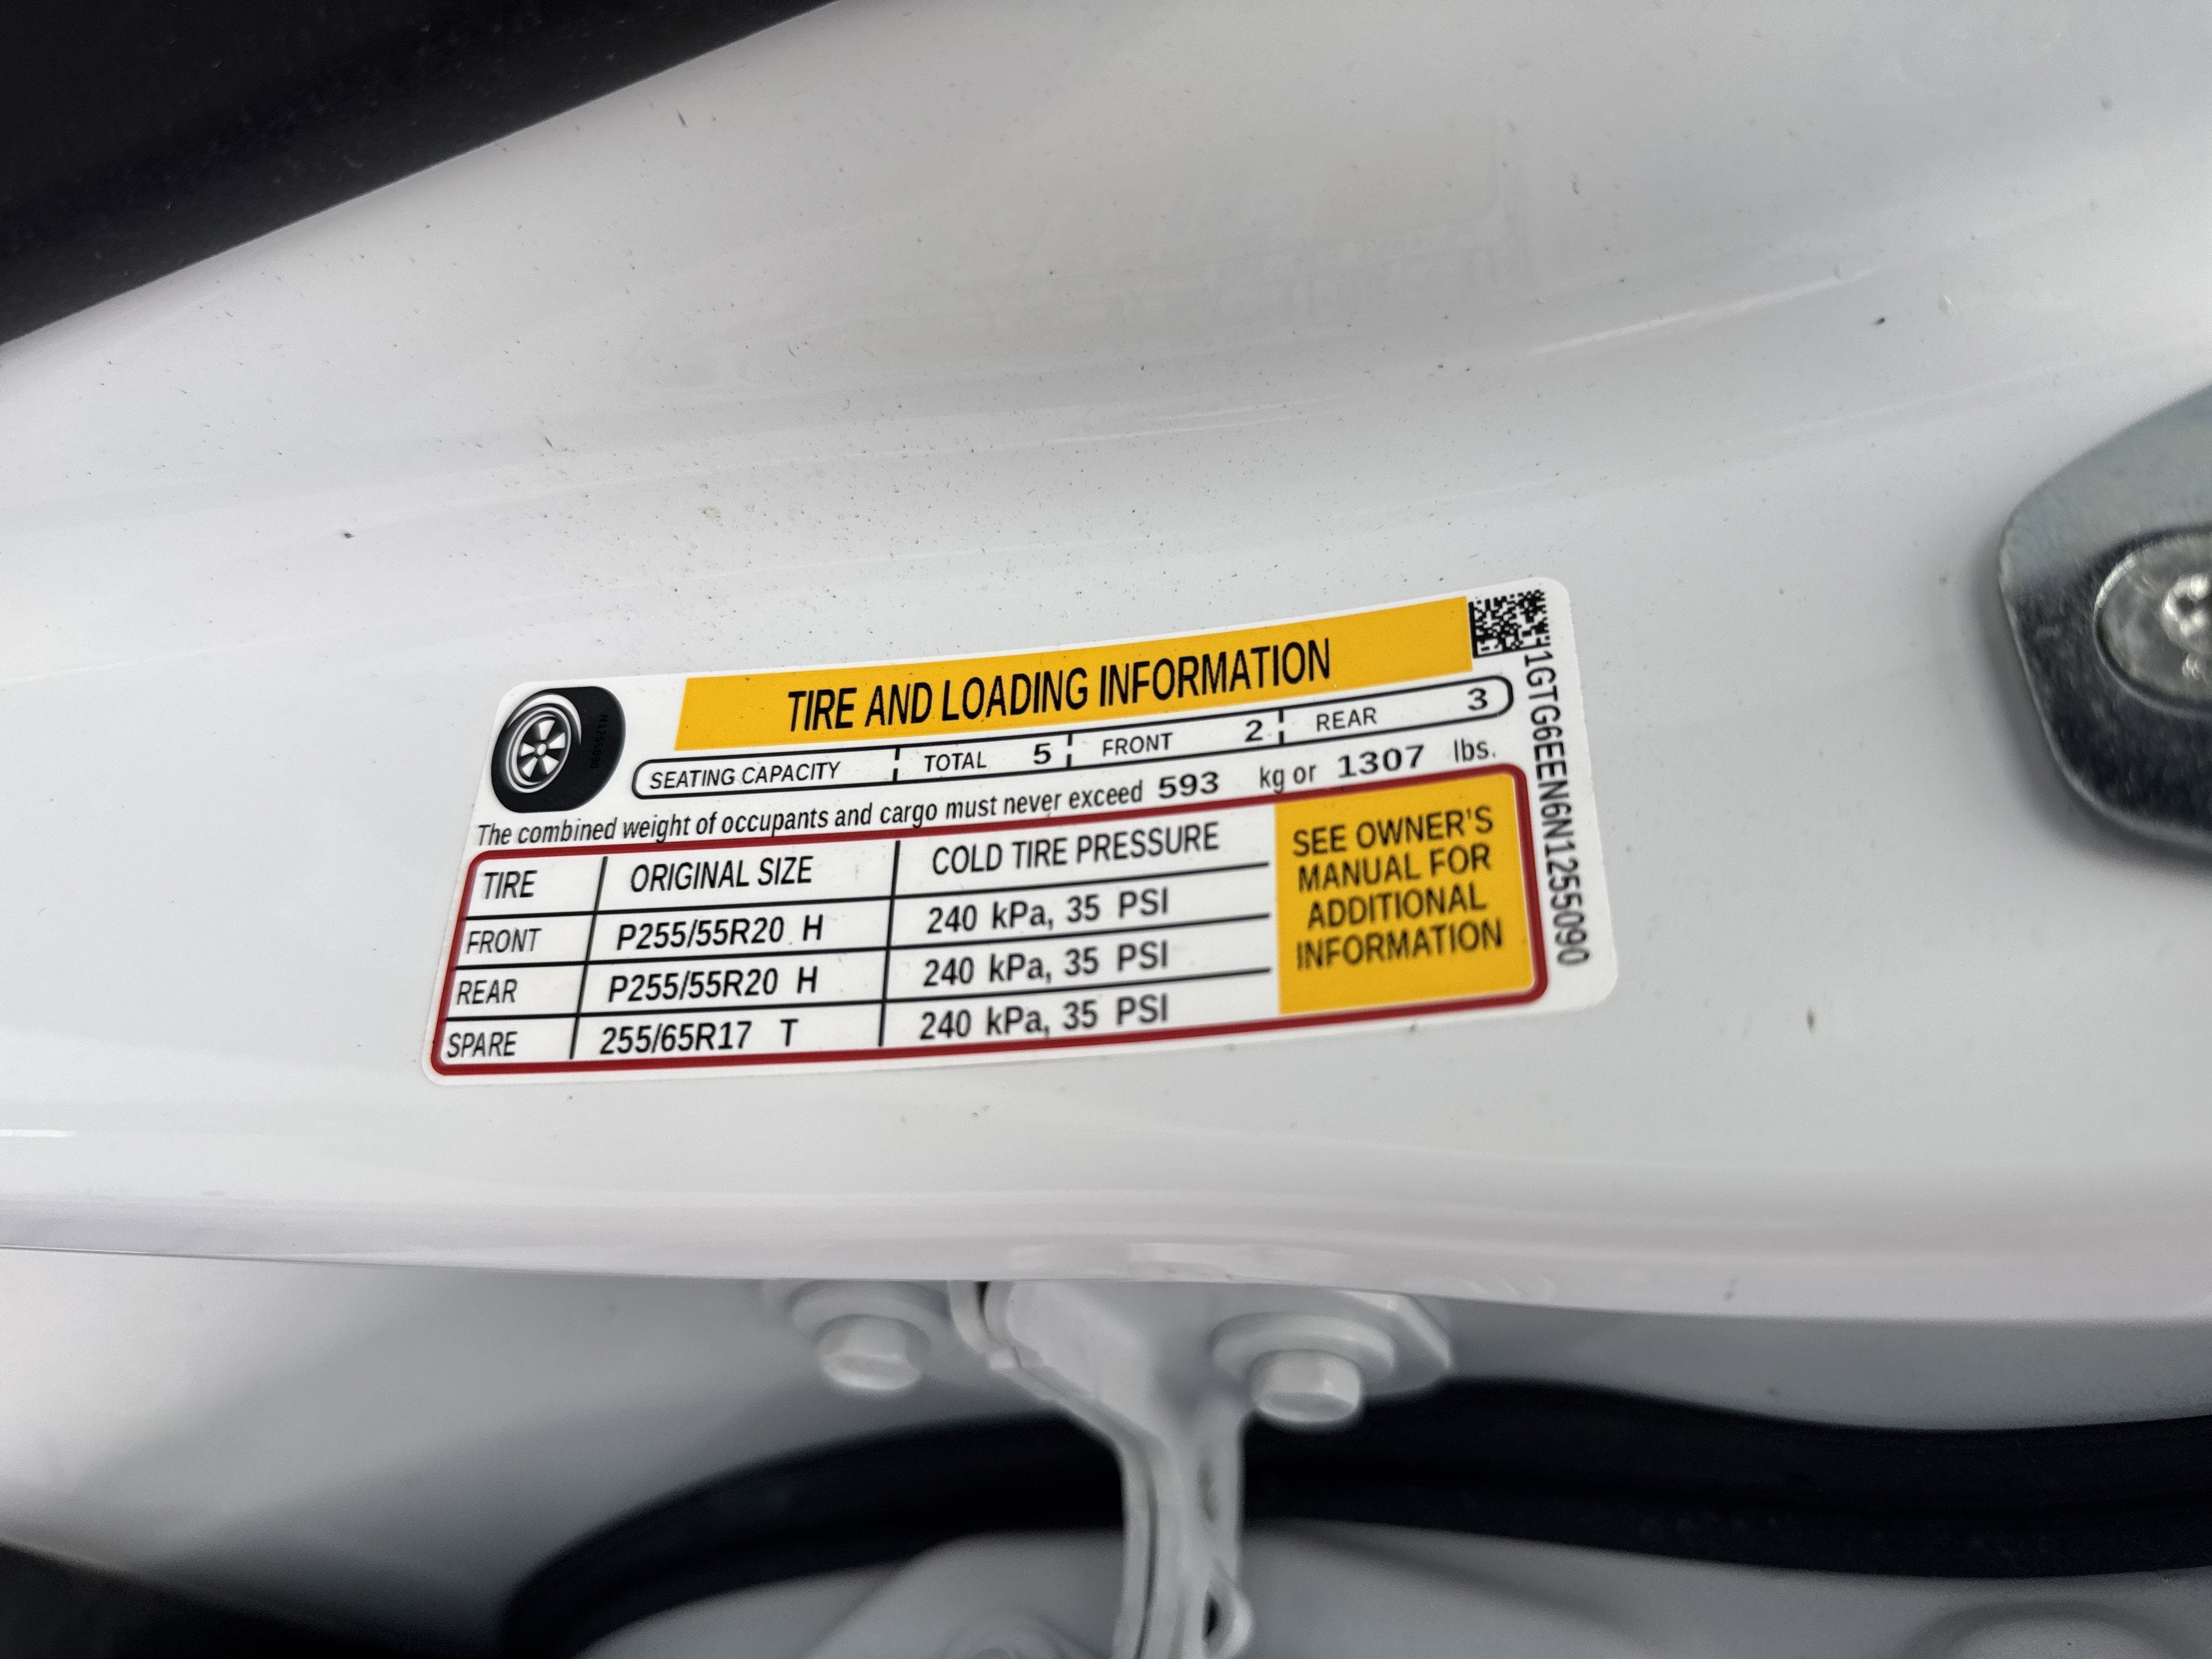 TIRE AND LOADING INFORMATION
SEATING CAPACITY TOTAL 5 FRONT 2 REAR 3
The combined weight of occupants and cargo must never exceed 593 kg or 1307 lbs.
TIRE ORIGINAL SIZE COLD TIRE PRESSURE
FRONT P255/55R20 H 240 kPa, 35 PSI
REAR P255/55R20 H 240 kPa, 35 PSI
SPARE 255/65R17 T 240 kPa, 35 PSI
SEE OWNER'S
MANUAL FOR
ADDITIONAL
INFORMATION
1GTG6EEN6N1255090
N1255090